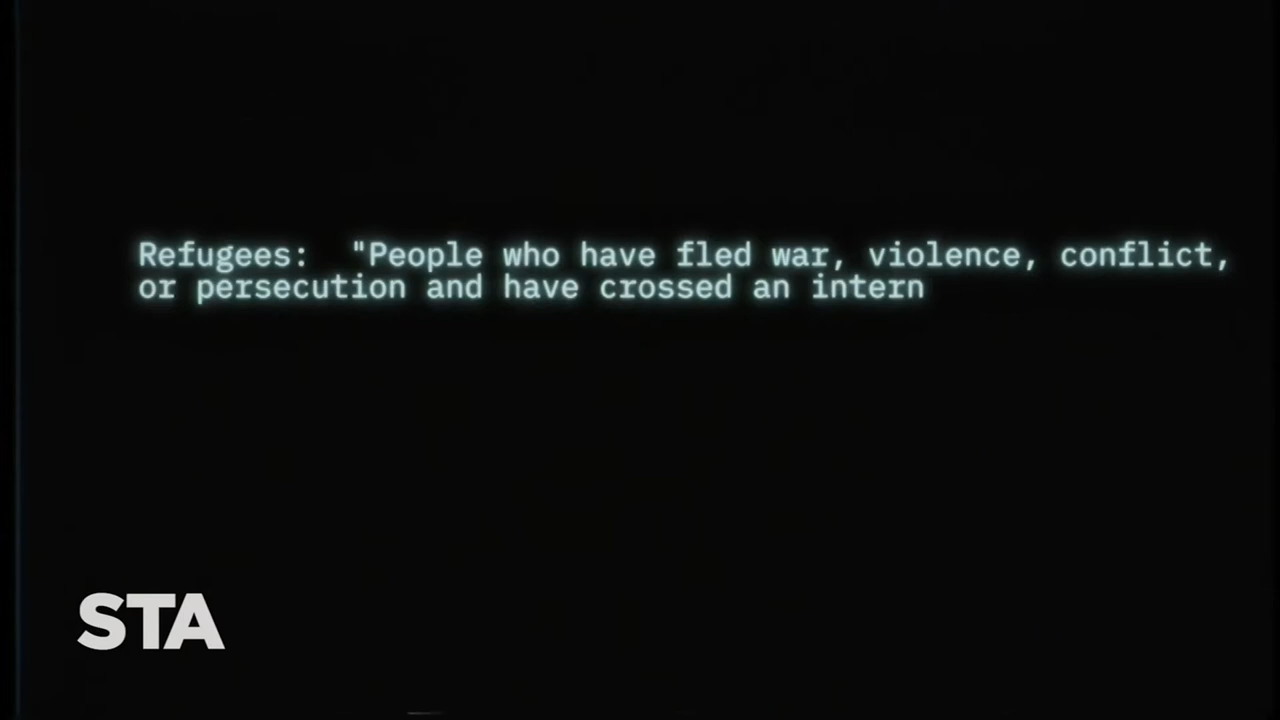 Refugees:  "People who have fled war, violence, conflict,
or persecution and have crossed an intern
STA